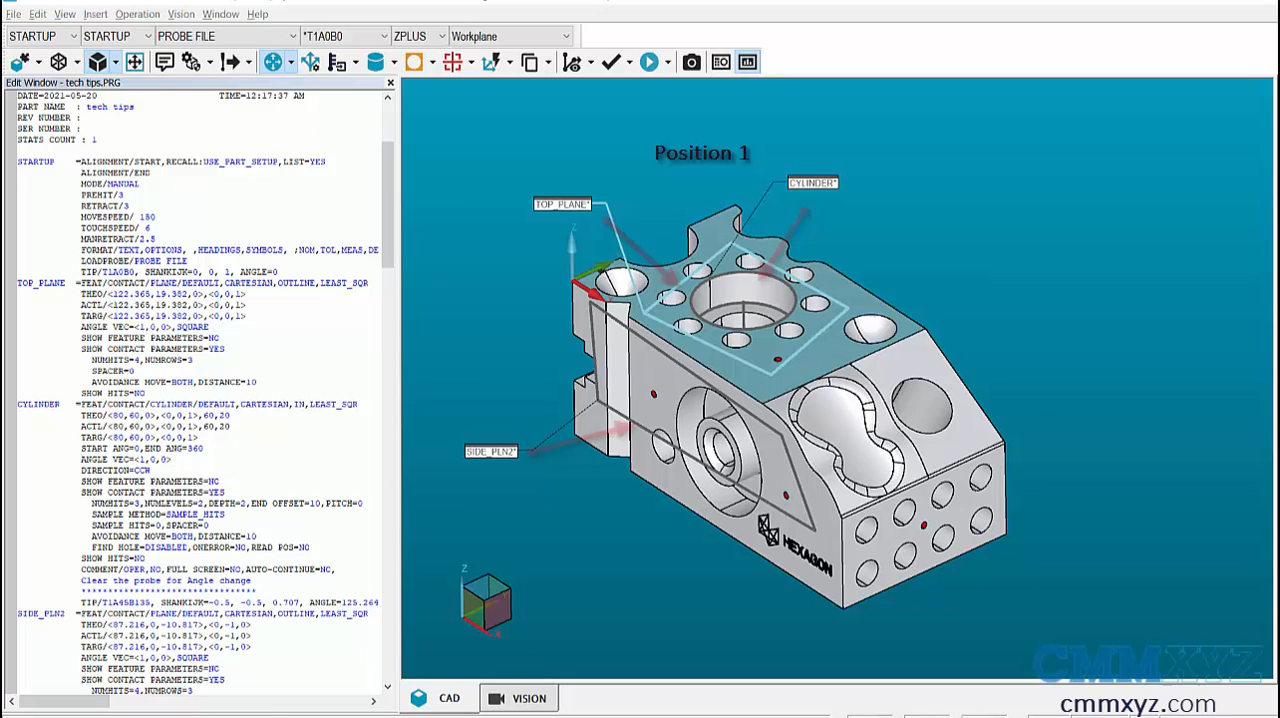 File Edit View Insert Operation Vision Window Help
STARTUP STARTUP PROBE FILE *T1A0B0 ZPLUS Workplane
Edit Window - tech tips.PRG
DATE=2021-05-20 TIME=12:17:37 AM
PART NAME : tech tips
REV NUMBER :
SER NUMBER :
STATS COUNT : 1
STARTUP =ALIGNMENT/START,RECALL:USE_PART_SETUP,LIST=YES
ALIGNMENT/END
MODE/MANUAL
PREHIT/3
RETRACT/3
MOVESPEED/ 150
TOUCHSPEED/ 6
MANRETRACT/2.5
FORMAT/TEXT,OPTIONS, ,HEADINGS,SYMBOLS, ;NOM,TOL,MEAS,DE
LOADPROBE/PROBE FILE
TIP/T1A0B0, SHANKIJK=0, 0, 1, ANGLE=0
TOP_PLANE =FEAT/CONTACT/PLANE/DEFAULT,CARTESIAN,OUTLINE,LEAST_SQR
THEO/<122.365,19.382,0>,<0,0,1>
ACTL/<122.365,19.382,0>,<0,0,1>
TARG/<122.365,19.382,0>,<0,0,1>
ANGLE VEC=<1,0,0>,SQUARE
SHOW FEATURE PARAMETERS=NO
SHOW CONTACT PARAMETERS=YES
NUMHITS=4,NUMROWS=3
SPACER=0
AVOIDANCE MOVE=BOTH,DISTANCE=10
SHOW HITS=NO
CYLINDER =FEAT/CONTACT/CYLINDER/DEFAULT,CARTESIAN,IN,LEAST_SQR
THEO/<80,60,0>,<0,0,1>,60,20
ACTL/<80,60,0>,<0,0,1>,60,20
TARG/<80,60,0>,<0,0,1>
START ANG=0,END ANG=360
ANGLE VEC=<1,0,0>
DIRECTION=CCW
SHOW FEATURE PARAMETERS=NO
SHOW CONTACT PARAMETERS=YES
NUMHITS=3,NUMLEVELS=2,DEPTH=2,END OFFSET=10,PITCH=0
SAMPLE METHOD=SAMPLE_HITS
SAMPLE HITS=0,SPACER=0
AVOIDANCE MOVE=BOTH,DISTANCE=10
FIND HOLE=DISABLED,ONERROR=NO,READ POS=NO
SHOW HITS=NO
COMMENT/OPER,NO,FULL SCREEN=NO,AUTO-CONTINUE=NO,
Clear the probe for Angle change
********************************
TIP/T1A45B135, SHANKIJK=-0.5, -0.5, 0.707, ANGLE=125.264
SIDE_PLN2 =FEAT/CONTACT/PLANE/DEFAULT,CARTESIAN,OUTLINE,LEAST_SQR
THEO/<87.216,0,-10.817>,<0,-1,0>
ACTL/<87.216,0,-10.817>,<0,-1,0>
TARG/<87.216,0,-10.817>,<0,-1,0>
ANGLE VEC=<1,0,0>,SQUARE
SHOW FEATURE PARAMETERS=NO
SHOW CONTACT PARAMETERS=YES
NUMHITS=4,NUMROWS=3
Position 1
CYLINDER*
TOP_PLANE*
Z
SIDE_PLN2*
HEXAGON
Z
X
CMMXYZ
cmmxyz.com
CAD VISION